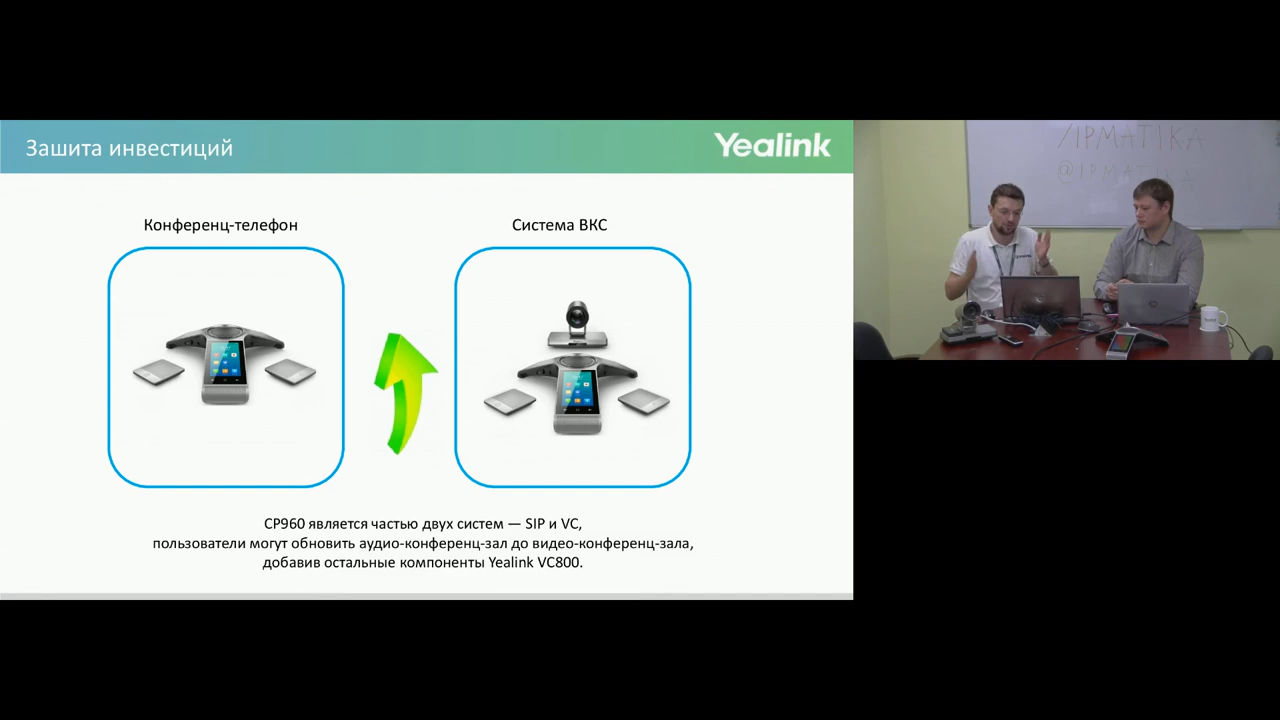 Зашита инвестиций
Yealink
Конференц-телефон
Система ВКС
CP960 является частью двух систем — SIP и VC,
пользователи могут обновить аудио-конференц-зал до видео-конференц-зала,
добавив остальные компоненты Yealink VC800.
/IPMATIKA
@IPMATIKA